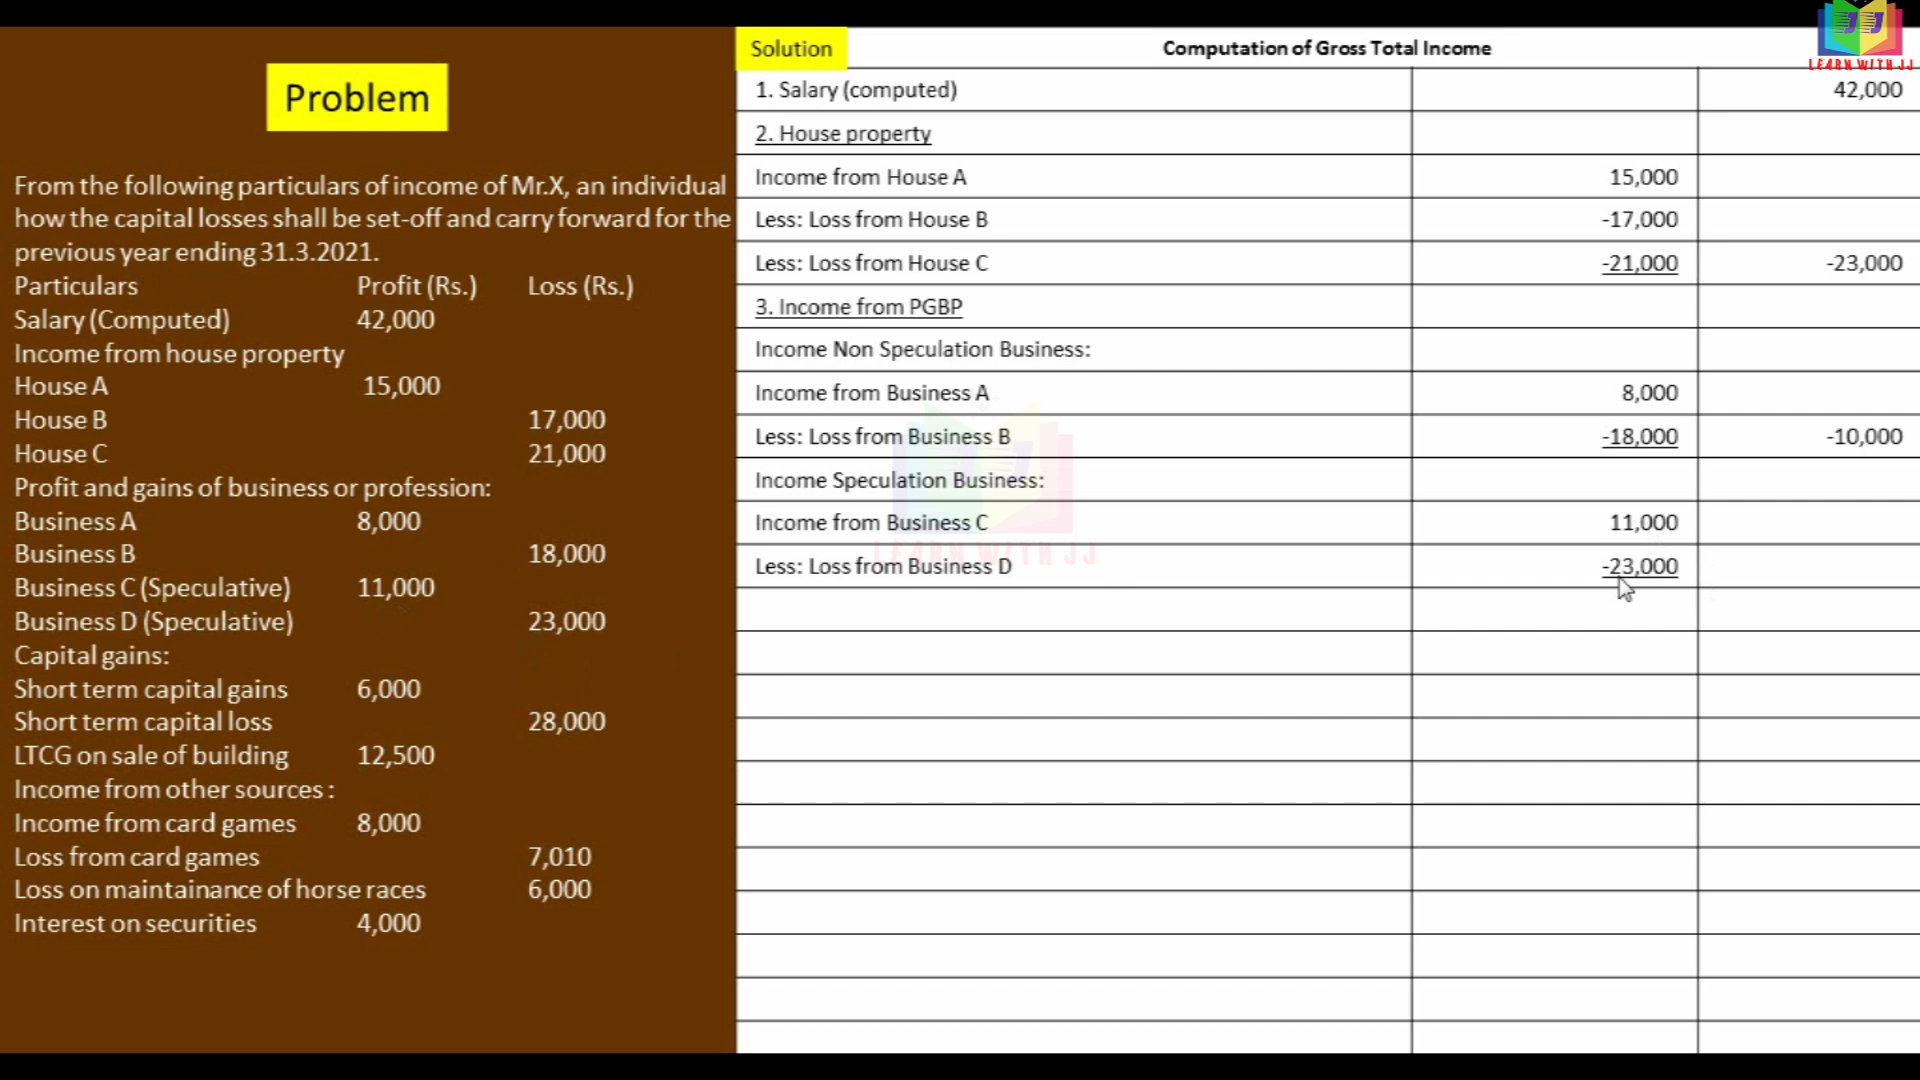 Problem
From the following particulars of income of Mr.X, an individual
how the capital losses shall be set-off and carry forward for the
previous year ending 31.3.2021.
Particulars Profit (Rs.) Loss (Rs.)
Salary (Computed) 42,000
Income from house property
House A 15,000
House B 17,000
House C 21,000
Profit and gains of business or profession:
Business A 8,000
Business B 18,000
Business C (Speculative) 11,000
Business D (Speculative) 23,000
Capital gains:
Short term capital gains 6,000
Short term capital loss 28,000
LTCG on sale of building 12,500
Income from other sources :
Income from card games 8,000
Loss from card games 7,010
Loss on maintainance of horse races 6,000
Interest on securities 4,000
Solution Computation of Gross Total Income
1. Salary (computed) 42,000
2. House property
Income from House A 15,000
Less: Loss from House B -17,000
Less: Loss from House C -21,000 -23,000
3. Income from PGBP
Income Non Speculation Business:
Income from Business A 8,000
Less: Loss from Business B -18,000 -10,000
Income Speculation Business:
Income from Business C 11,000
Less: Loss from Business D -23,000
JJ
LEARN WITH JJ
JJ
LEARN WITH JJ